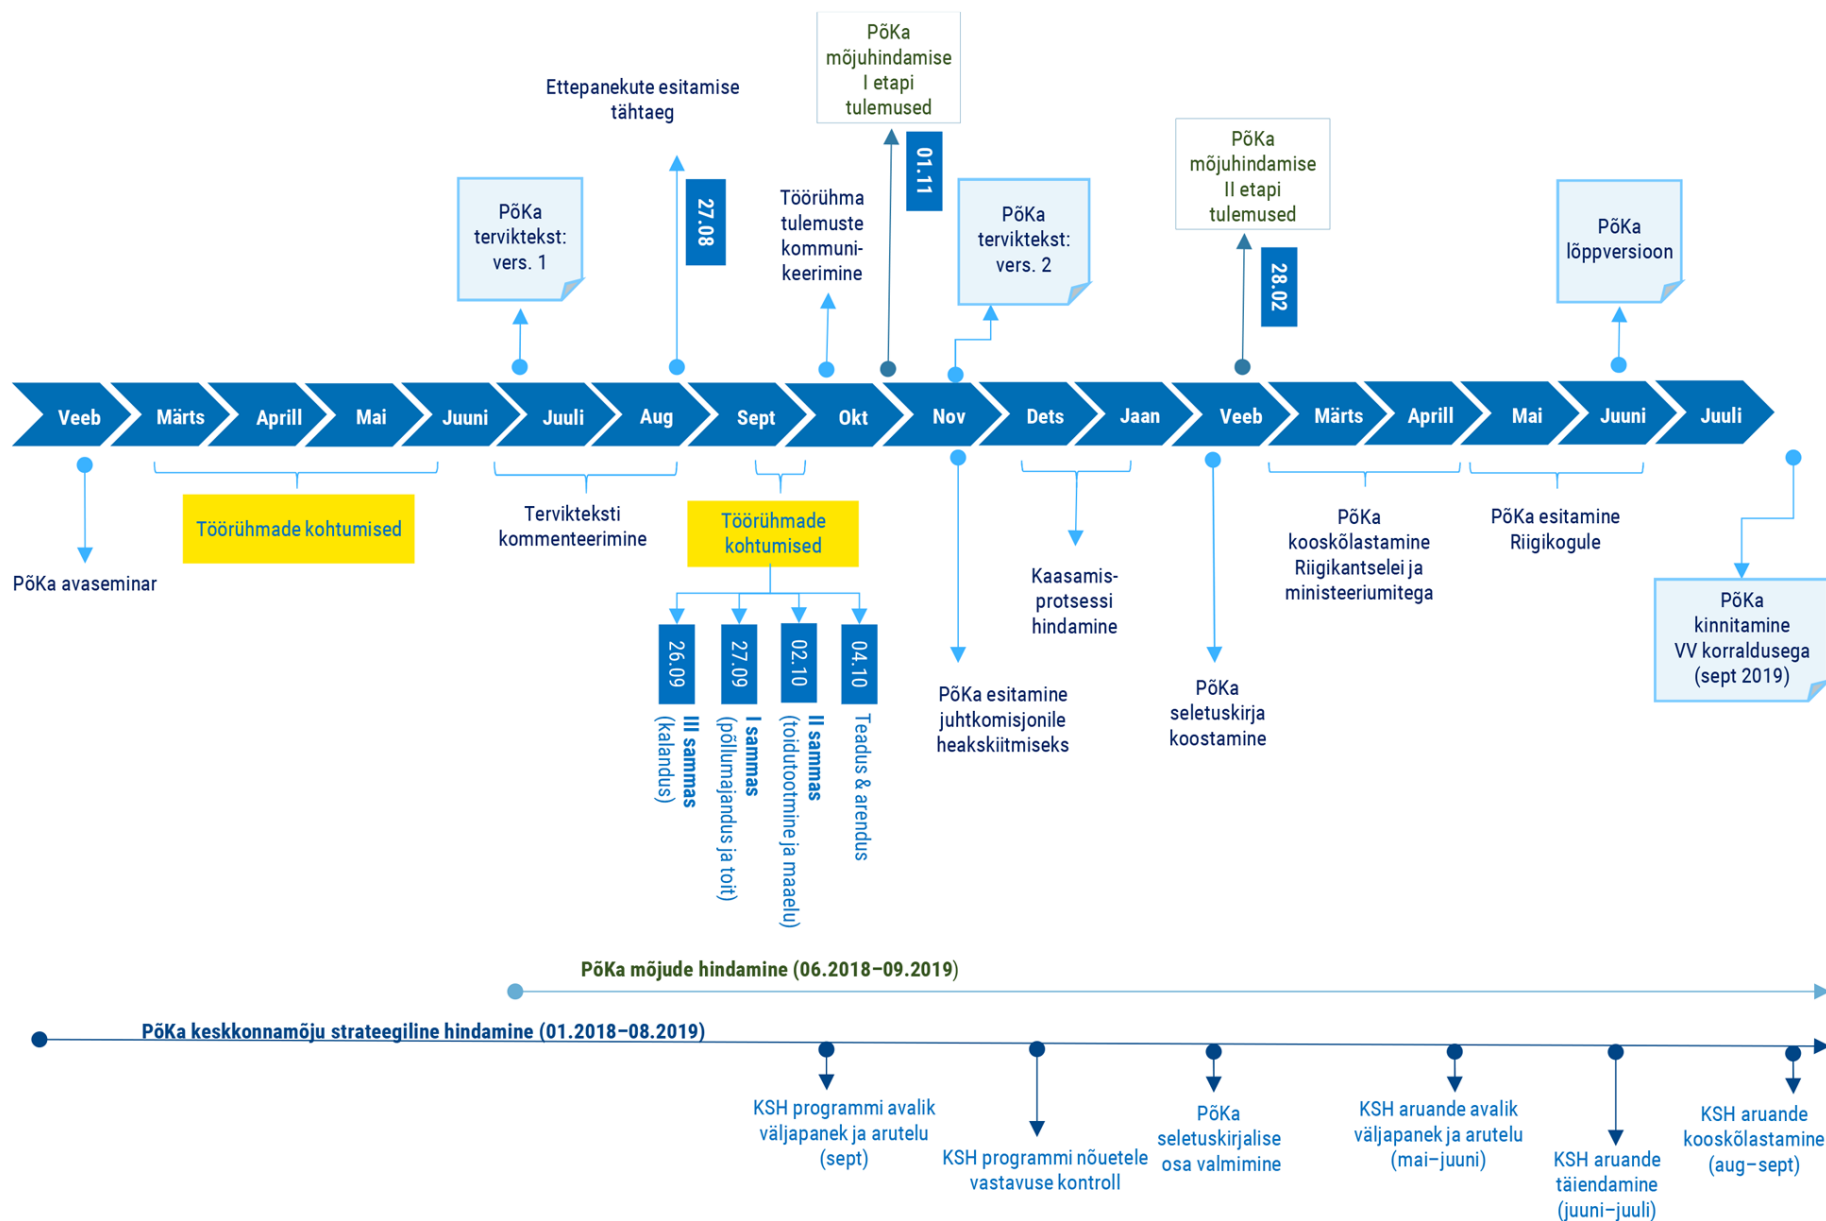 PõKa
mõjuhindamise
I etapi
tulemused
Ettepanekute esitamise
tähtaeg
01.11
PõKa
mõjuhindamise
II etapi
tulemused
27.08
Töörühma
tulemuste
kommuni-
keerimine
PõKa
terviktekst:
vers. 1
PõKa
terviktekst:
vers. 2
28.02
PõKa
lõppversioon
Veeb
Märts
Aprill
Mai
Juuni
Juuli
Aug
Sept
Okt
Nov
Dets
Jaan
Veeb
Märts
Aprill
Mai
Juuni
Juuli
PõKa avaseminar
Töörühmade kohtumised
Tervikteksti
kommenteerimine
Töörühmade
kohtumised
26.09
III sammas
(kalandus)
27.09
I sammas
(põllumajandus ja toit)
02.10
II sammas
(toidutootmine ja maaelu)
04.10
Teadus & arendus
PõKa esitamine
juhtkomisjonile
heakskiitmiseks
Kaasamis-
protsessi
hindamine
PõKa
seletuskirja
koostamine
PõKa
kooskõlastamine
Riigikantselei ja
ministeeriumitega
PõKa esitamine
Riigikogule
PõKa
kinnitamine
VV korraldusega
(sept 2019)
PõKa mõjude hindamine (06.2018–09.2019)
PõKa keskkonnamõju strateegiline hindamine (01.2018–08.2019)
KSH programmi avalik
väljapanek ja arutelu
(sept)
KSH programmi nõuetele
vastavuse kontroll
PõKa
seletuskirjalise
osa valmimine
KSH aruande avalik
väljapanek ja arutelu
(mai–juuni)
KSH aruande
täiendamine
(juuni–juuli)
KSH aruande
kooskõlastamine
(aug–sept)